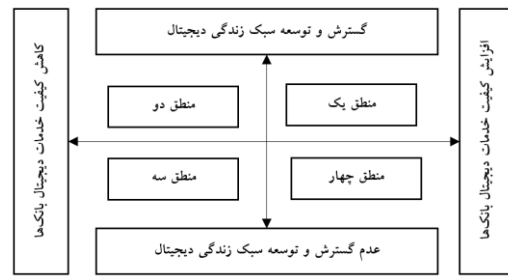 گسترش و توسعه سبک زندگی دیجیتال
افزایش کیفیت خدمات دیجیتال بانک‌ها
منطق یک
منطق دو
کاهش کیفیت خدمات دیجیتال بانک‌ها
منطق چهار
منطق سه
عدم گسترش و توسعه سبک زندگی دیجیتال